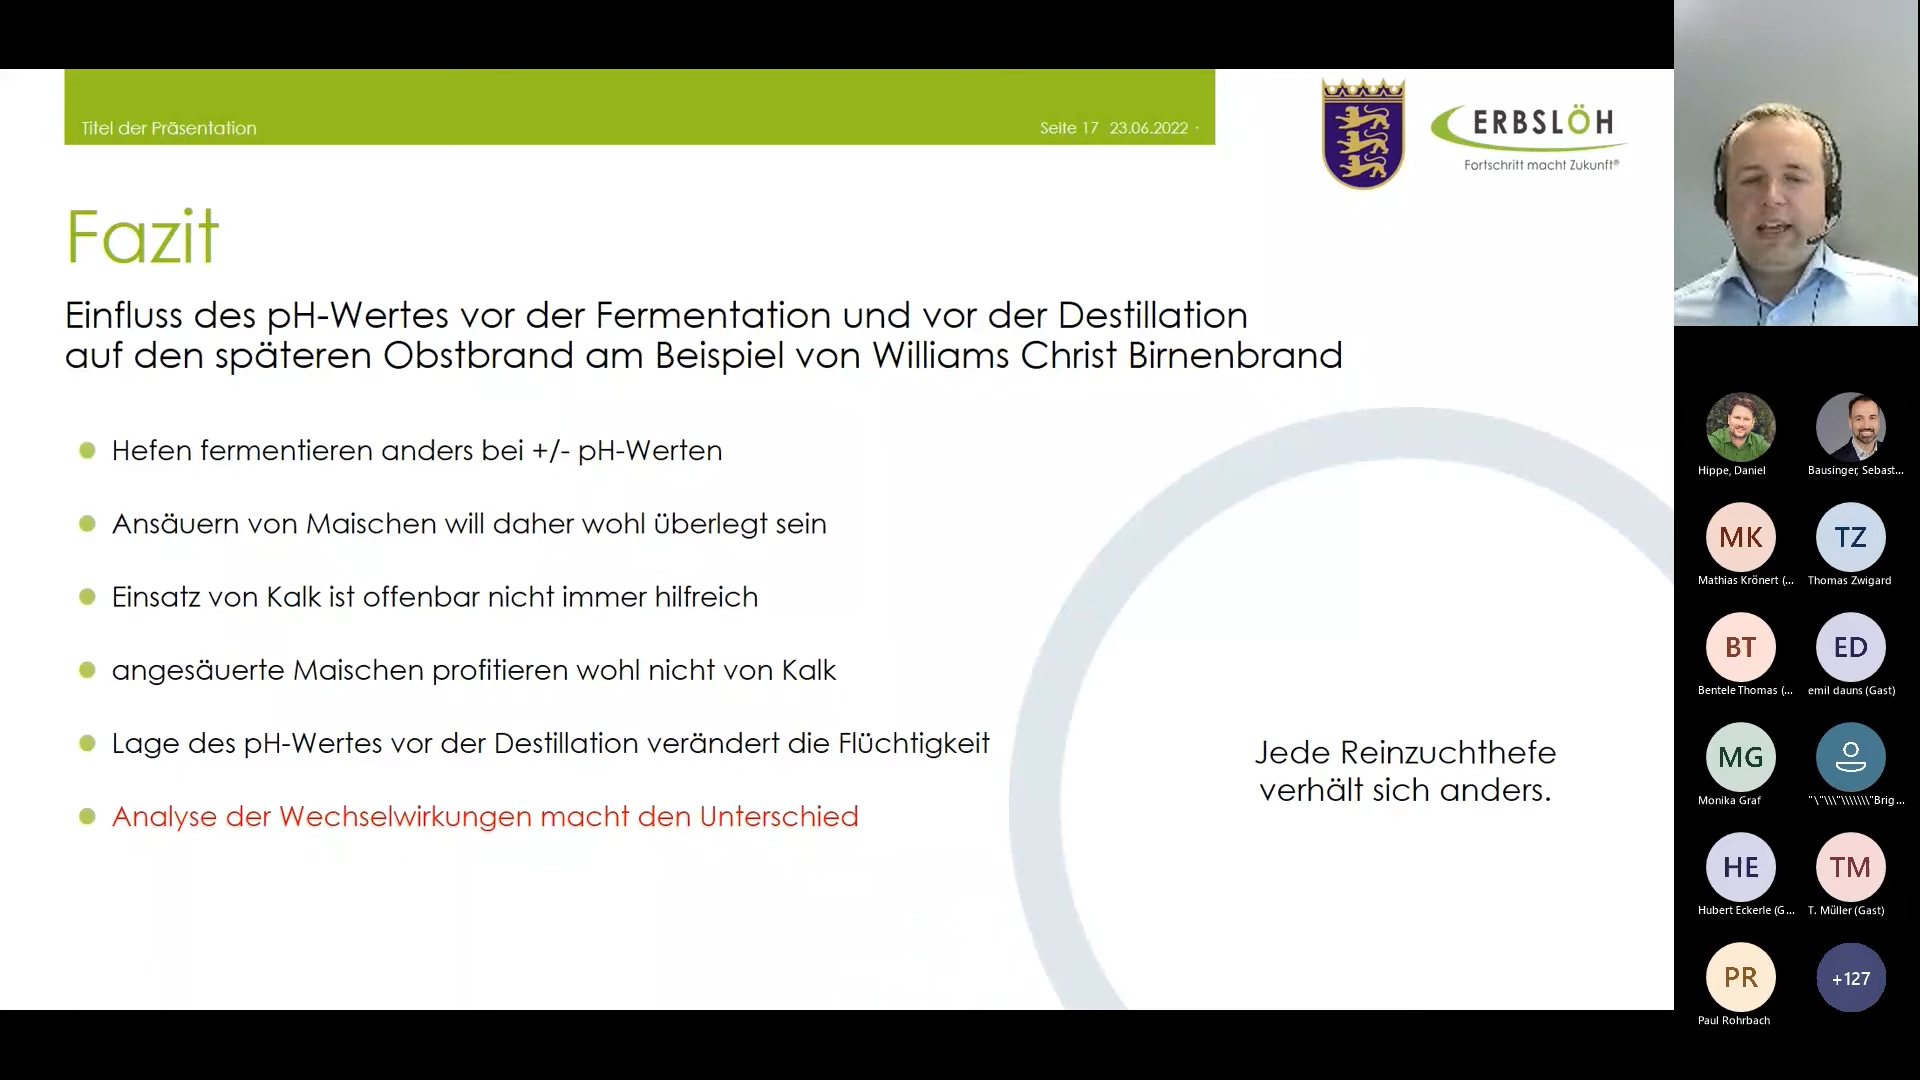 Titel der Präsentation
Seite 17 23.06.2022 ·
ERBSLÖH
Fortschritt macht Zukunft®
Fazit
Einfluss des pH-Wertes vor der Fermentation und vor der Destillation
auf den späteren Obstbrand am Beispiel von Williams Christ Birnenbrand
Hefen fermentieren anders bei +/- pH-Werten
Ansäuern von Maischen will daher wohl überlegt sein
Einsatz von Kalk ist offenbar nicht immer hilfreich
angesäuerte Maischen profitieren wohl nicht von Kalk
Lage des pH-Wertes vor der Destillation verändert die Flüchtigkeit
Analyse der Wechselwirkungen macht den Unterschied
Jede Reinzuchthefe
verhält sich anders.
Hippe, Daniel
Bausinger, Sebast...
MK
TZ
Mathias Krönert (...
Thomas Zwigard
BT
ED
Bentele Thomas (...
emil dauns (Gast)
MG
Monika Graf
"\"\\\"\\\\\\\"Brig...
HE
TM
Hubert Eckerle (G...
T. Müller (Gast)
PR
+127
Paul Rohrbach